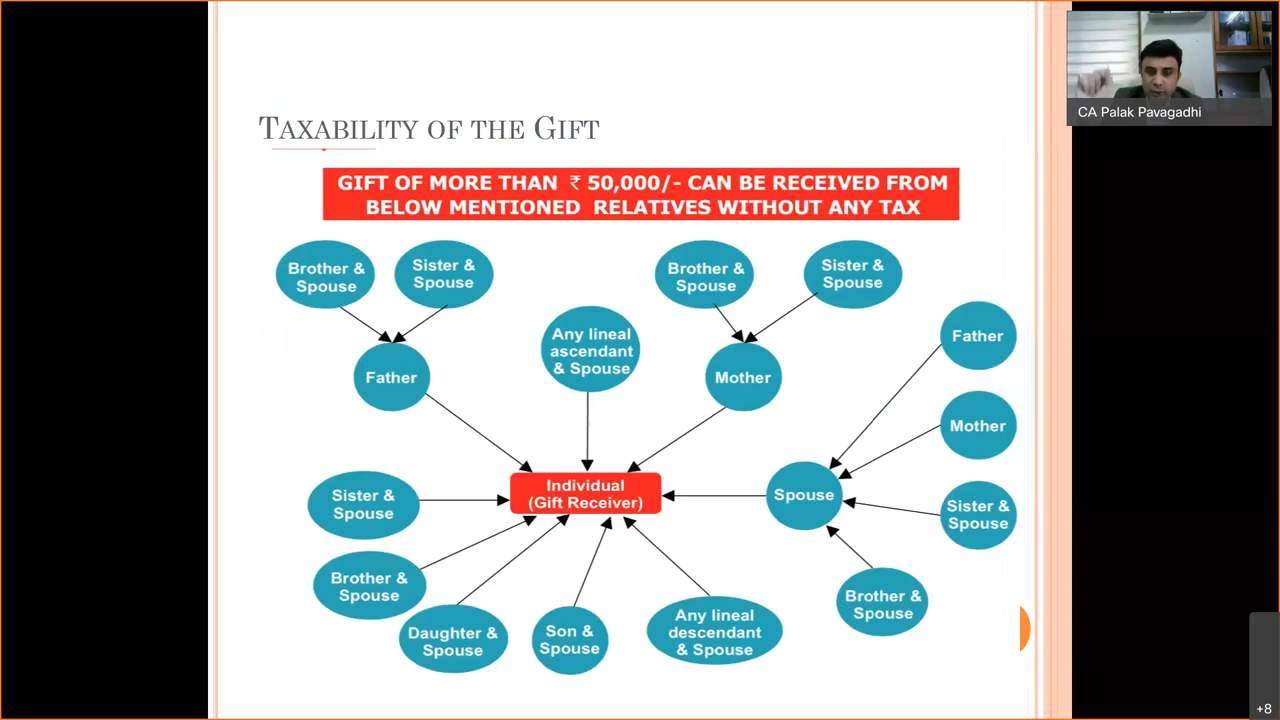 TAXABILITY OF THE GIFT
GIFT OF MORE THAN ₹ 50,000/- CAN BE RECEIVED FROM
BELOW MENTIONED RELATIVES WITHOUT ANY TAX
Brother &
Spouse
Sister &
Spouse
Brother &
Spouse
Sister &
Spouse
Any lineal
ascendant
& Spouse
Father
Mother
Father
Mother
Sister &
Spouse
Brother &
Spouse
Spouse
Individual
(Gift Receiver)
Sister &
Spouse
Brother &
Spouse
Daughter &
Spouse
Son &
Spouse
Any lineal
descendant
& Spouse
CA Palak Pavagadhi
+8